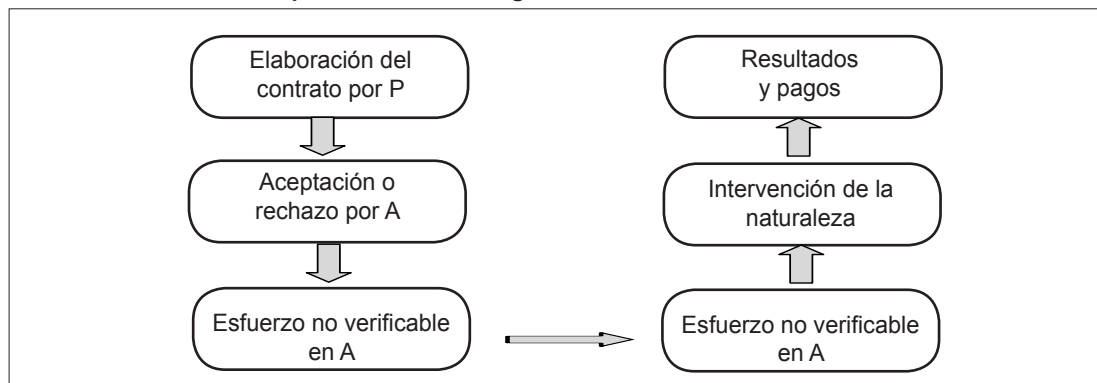 Elaboración del
contrato por P
Aceptación o
rechazo por A
Esfuerzo no verificable
en A
Esfuerzo no verificable
en A
Intervención de la
naturaleza
Resultados
y pagos